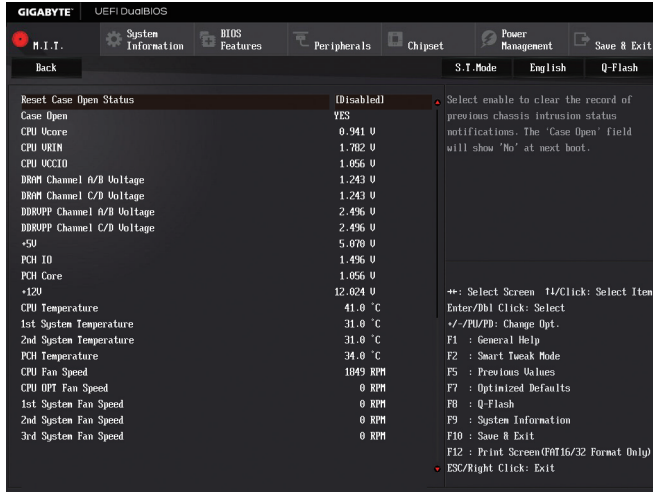 GIGABYTE™ UEFI DualBIOS
M.I.T. System Information BIOS Features Peripherals Chipset Power Management Save & Exit
Back S.T.Mode English Q-Flash
Reset Case Open Status [Disabled]
Case Open YES
CPU Vcore 0.941 V
CPU VRIN 1.782 V
CPU VCCIO 1.056 V
DRAM Channel A/B Voltage 1.243 V
DRAM Channel C/D Voltage 1.243 V
DDRVPP Channel A/B Voltage 2.496 V
DDRVPP Channel C/D Voltage 2.496 V
+5V 5.070 V
PCH IO 1.496 V
PCH Core 1.056 V
+12V 12.024 V
CPU Temperature 41.0 °C
1st System Temperature 31.0 °C
2nd System Temperature 31.0 °C
PCH Temperature 34.0 °C
CPU Fan Speed 1849 RPM
CPU OPT Fan Speed 0 RPM
1st System Fan Speed 0 RPM
2nd System Fan Speed 0 RPM
3rd System Fan Speed 0 RPM
Select enable to clear the record of
previous chassis intrusion status
notifications. The 'Case Open' field
will show 'No' at next boot.
→←: Select Screen ↑↓/Click: Select Item
Enter/Dbl Click: Select
+/-/PU/PD: Change Opt.
F1 : General Help
F2 : Smart Tweak Mode
F5 : Previous Values
F7 : Optimized Defaults
F8 : Q-Flash
F9 : System Information
F10 : Save & Exit
F12 : Print Screen(FAT16/32 Format Only)
ESC/Right Click: Exit